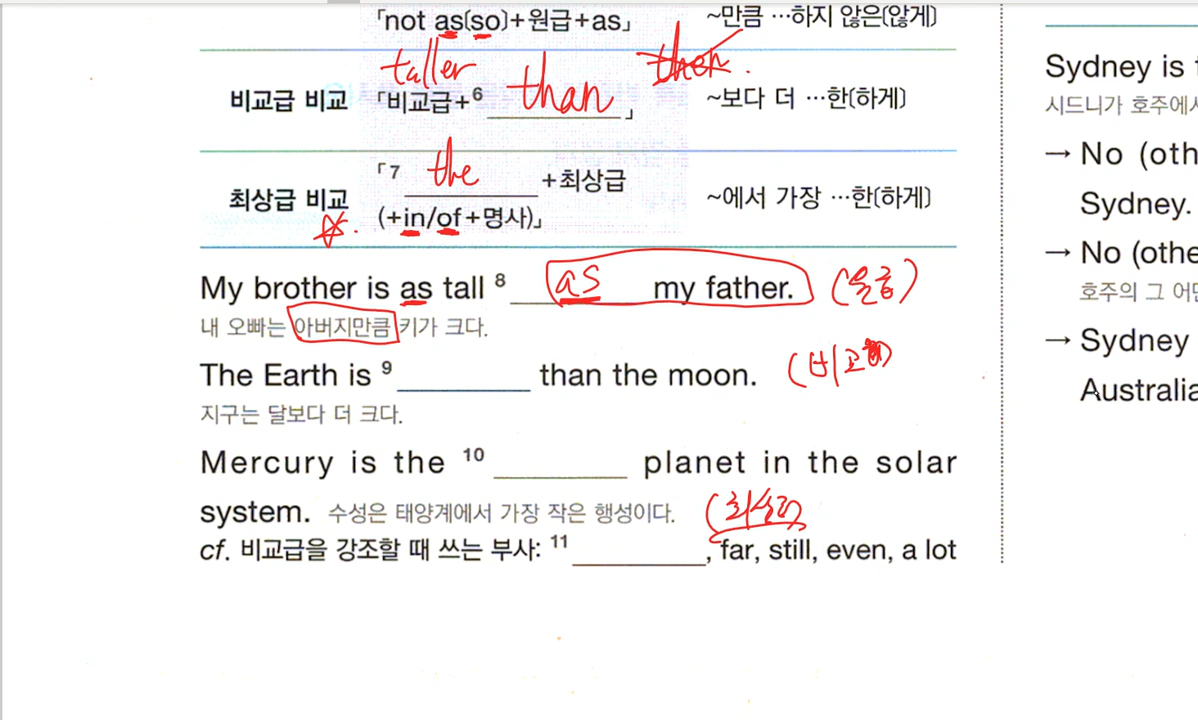 「not as(so)+원급+as」 ~만큼 …하지 않은(않게)
taller then.
비교급 비교 「비교급+6 than 」 ~보다 더 …한(하게)
「7 the +최상급
최상급 비교 ~에서 가장 …한(하게)
(+in/of+명사)」
My brother is as tall 8 as my father. (원급)
내 오빠는 아버지만큼 키가 크다.
The Earth is 9 ________ than the moon.
지구는 달보다 더 크다.
Mercury is the 10 ________ planet in the solar
system. 수성은 태양계에서 가장 작은 행성이다. (최상급)
cf. 비교급을 강조할 때 쓰는 부사: 11 ________, far, still, even, a lot
Sydney is
시드니가 호주에서
→ No (oth
Sydney.
→ No (othe
호주의 그
→ Sydney
Australia